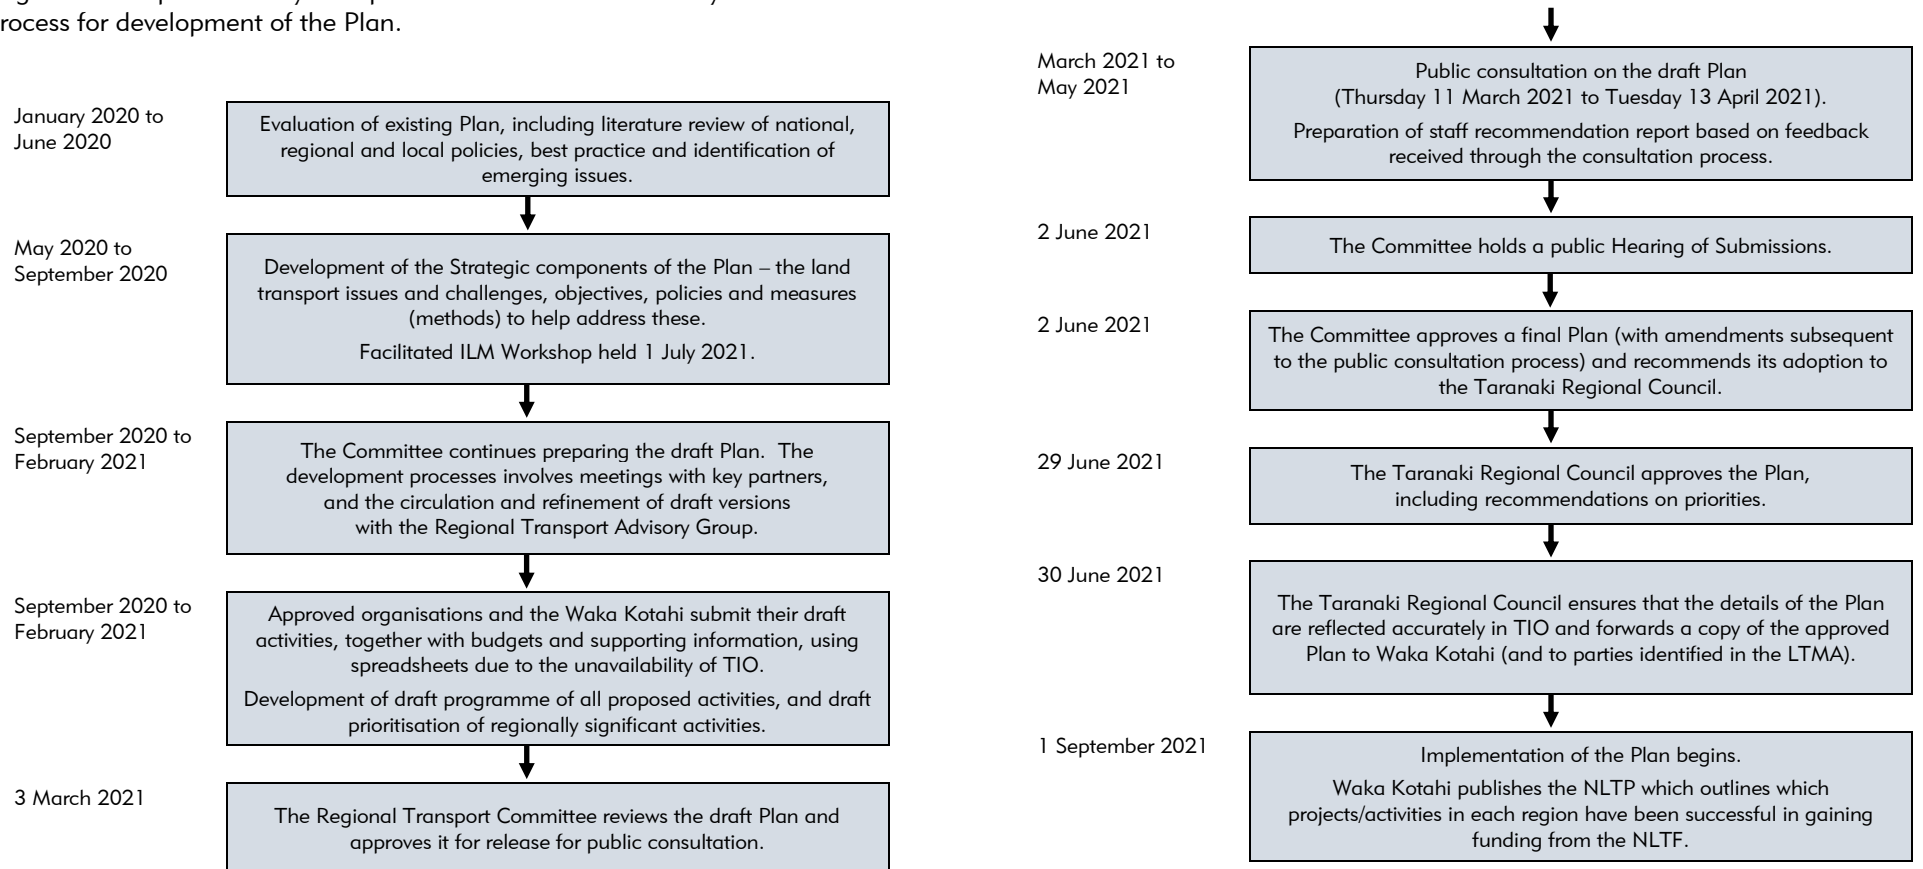 rocess for development of the Plan.
January 2020 to
June 2020
Evaluation of existing Plan, including literature review of national,
regional and local policies, best practice and identification of
emerging issues.
May 2020 to
September 2020
Development of the Strategic components of the Plan – the land
transport issues and challenges, objectives, policies and measures
(methods) to help address these.
Facilitated ILM Workshop held 1 July 2021.
September 2020 to
February 2021
The Committee continues preparing the draft Plan.  The
development processes involves meetings with key partners,
and the circulation and refinement of draft versions
with the Regional Transport Advisory Group.
September 2020 to
February 2021
Approved organisations and the Waka Kotahi submit their draft
activities, together with budgets and supporting information, using
spreadsheets due to the unavailability of TIO.
Development of draft programme of all proposed activities, and draft
prioritisation of regionally significant activities.
3 March 2021
The Regional Transport Committee reviews the draft Plan and
approves it for release for public consultation.
March 2021 to
May 2021
Public consultation on the draft Plan
(Thursday 11 March 2021 to Tuesday 13 April 2021).
Preparation of staff recommendation report based on feedback
received through the consultation process.
2 June 2021
The Committee holds a public Hearing of Submissions.
2 June 2021
The Committee approves a final Plan (with amendments subsequent
to the public consultation process) and recommends its adoption to
the Taranaki Regional Council.
29 June 2021
The Taranaki Regional Council approves the Plan,
including recommendations on priorities.
30 June 2021
The Taranaki Regional Council ensures that the details of the Plan
are reflected accurately in TIO and forwards a copy of the approved
Plan to Waka Kotahi (and to parties identified in the LTMA).
1 September 2021
Implementation of the Plan begins.
Waka Kotahi publishes the NLTP which outlines which
projects/activities in each region have been successful in gaining
funding from the NLTF.